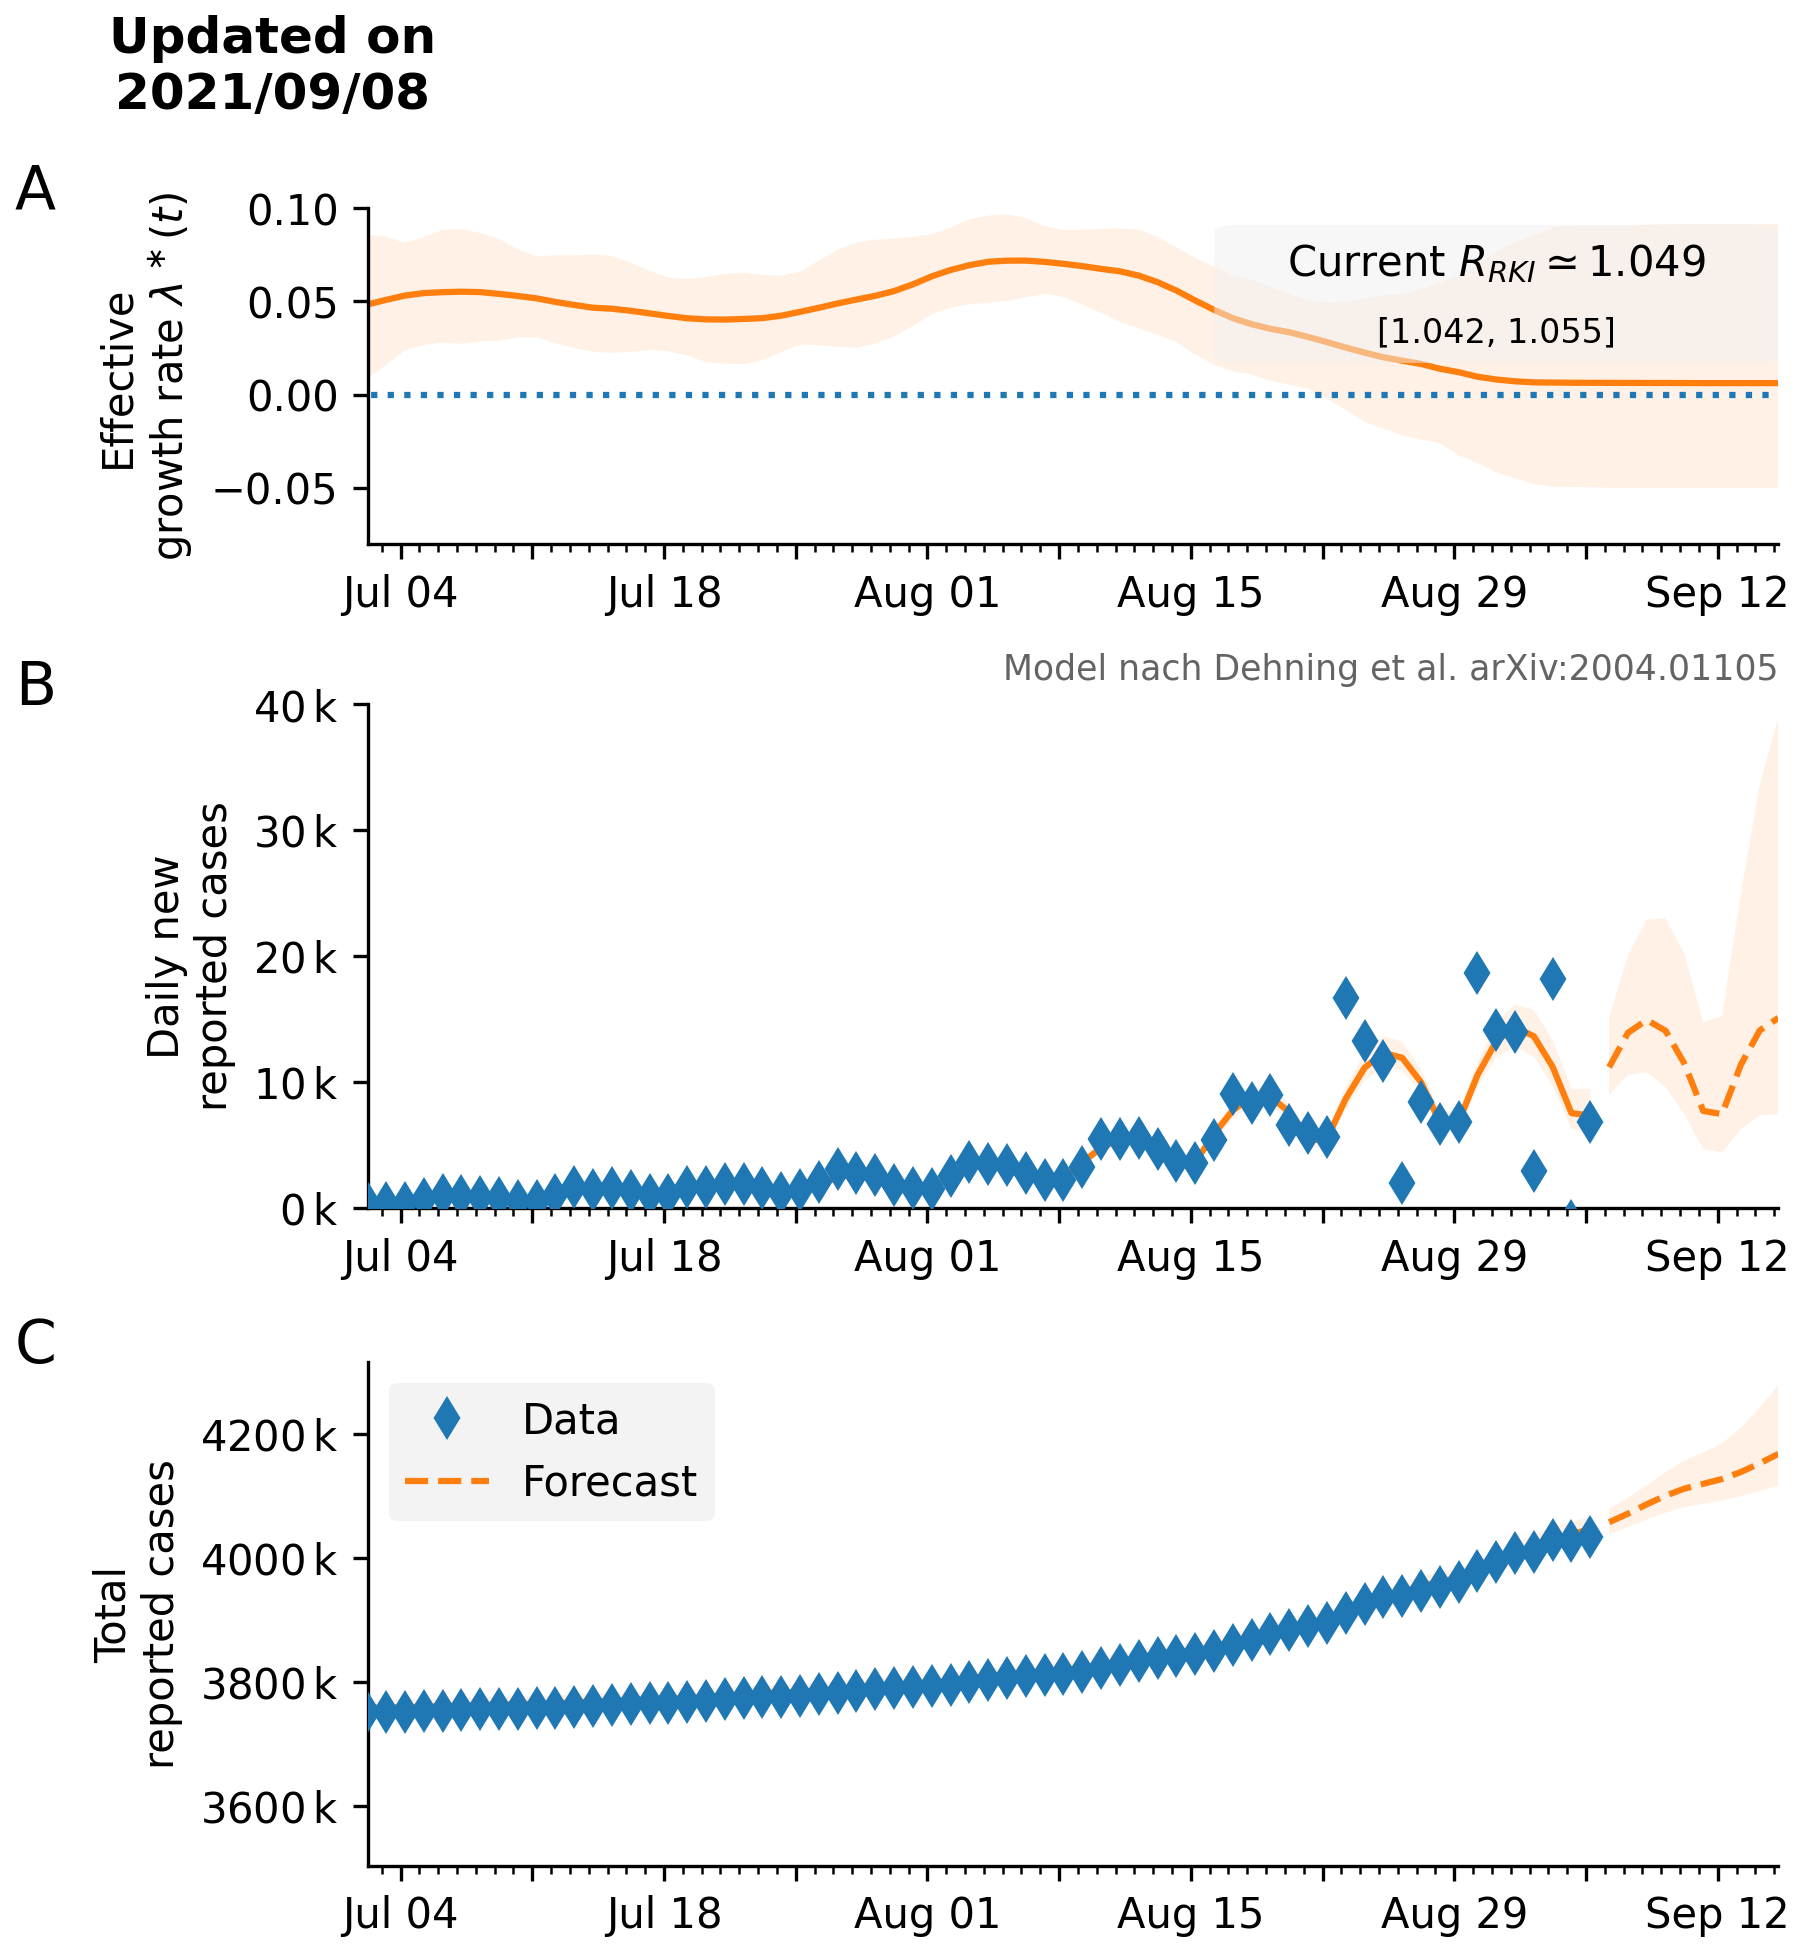 Updated on
2021/09/08
A
Effective
growth rate λ * (t)
0.10
0.05
0.00
−0.05
Current R_RKI ≃ 1.049
[1.042, 1.055]
Jul 04 Jul 18 Aug 01 Aug 15 Aug 29 Sep 12
Model nach Dehning et al. arXiv:2004.01105
B
Daily new
reported cases
40 k
30 k
20 k
10 k
0 k
Jul 04 Jul 18 Aug 01 Aug 15 Aug 29 Sep 12
C
Total
reported cases
4200 k
4000 k
3800 k
3600 k
Data
Forecast
Jul 04 Jul 18 Aug 01 Aug 15 Aug 29 Sep 12